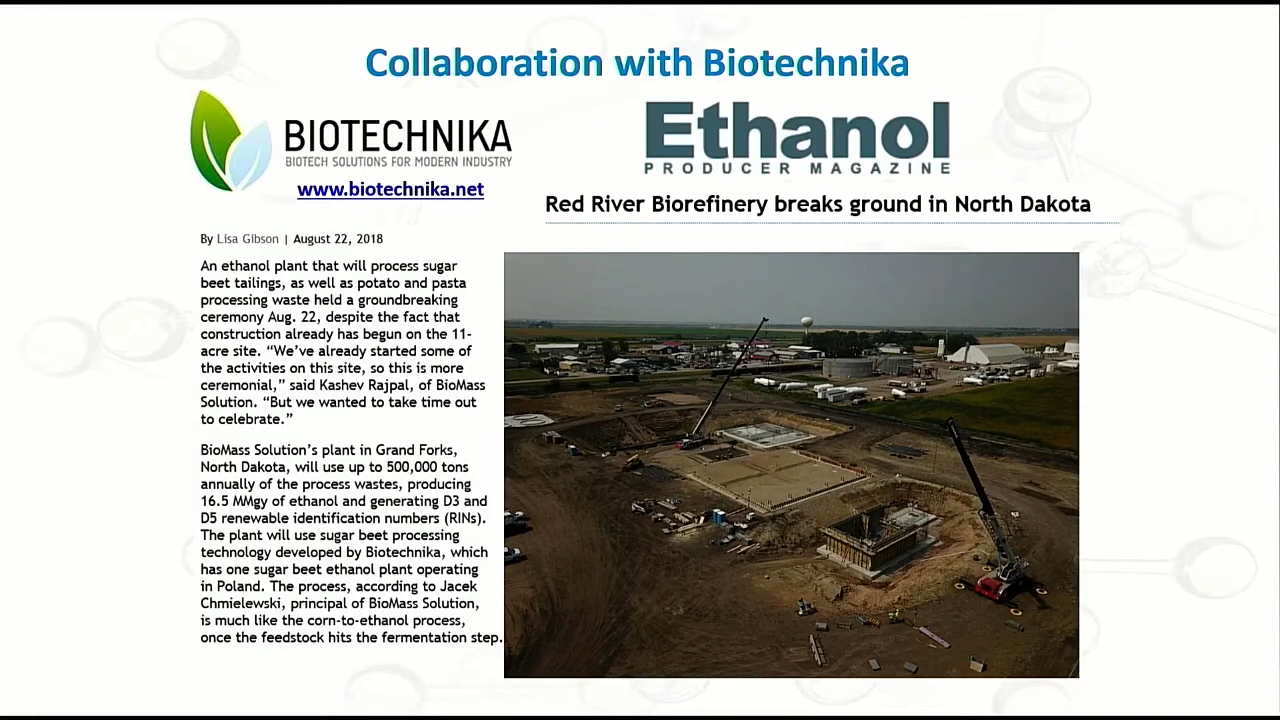 Collaboration with Biotechnika
BIOTECHNIKA
BIOTECH SOLUTIONS FOR MODERN INDUSTRY
www.biotechnika.net
Ethanol
PRODUCER MAGAZINE
Red River Biorefinery breaks ground in North Dakota
By Lisa Gibson | August 22, 2018
An ethanol plant that will process sugar
beet tailings, as well as potato and pasta
processing waste held a groundbreaking
ceremony Aug. 22, despite the fact that
construction already has begun on the 11-
acre site. “We’ve already started some of
the activities on this site, so this is more
ceremonial,” said Kashev Rajpal, of BioMass
Solution. “But we wanted to take time out
to celebrate.”
BioMass Solution’s plant in Grand Forks,
North Dakota, will use up to 500,000 tons
annually of the process wastes, producing
16.5 MMgy of ethanol and generating D3 and
D5 renewable identification numbers (RINs).
The plant will use sugar beet processing
technology developed by Biotechnika, which
has one sugar beet ethanol plant operating
in Poland. The process, according to Jacek
Chmielewski, principal of BioMass Solution,
is much like the corn-to-ethanol process,
once the feedstock hits the fermentation step.